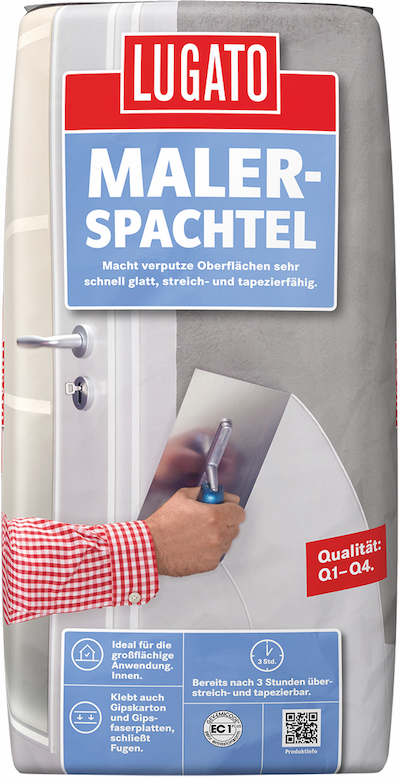 LUGATO
MALER-
SPACHTEL
Macht verputze Oberflächen sehr
schnell glatt, streich- und tapezierfähig.
Qualität:
Q1–Q4.
Ideal für die
großflächige
Anwendung.
Innen.
3 Std.
Bereits nach 3 Stunden über-
streich- und tapezierbar.
Klebt auch
Gipskarton
und Gips-
faserplatten,
schließt
Fugen.
EC1
Produktinfo